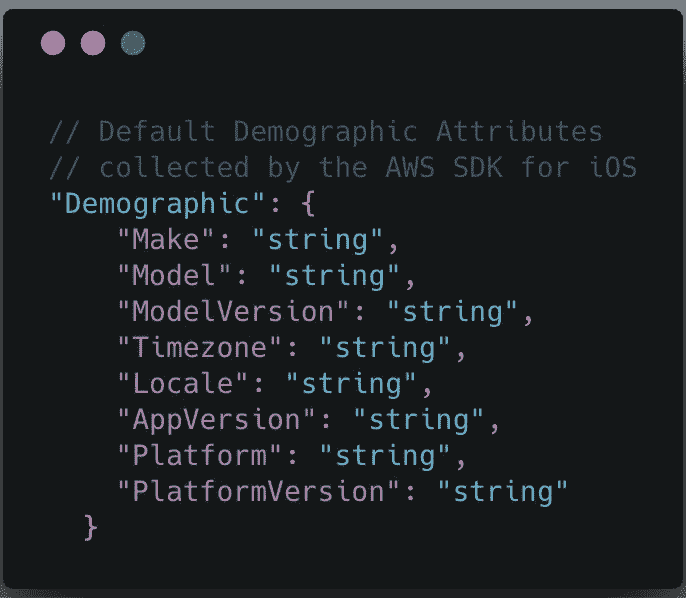 // Default Demographic Attributes
// collected by the AWS SDK for iOS
"Demographic": {
"Make": "string",
"Model": "string",
"ModelVersion": "string",
"Timezone": "string",
"Locale": "string",
"AppVersion": "string",
"Platform": "string",
"PlatformVersion": "string"
}